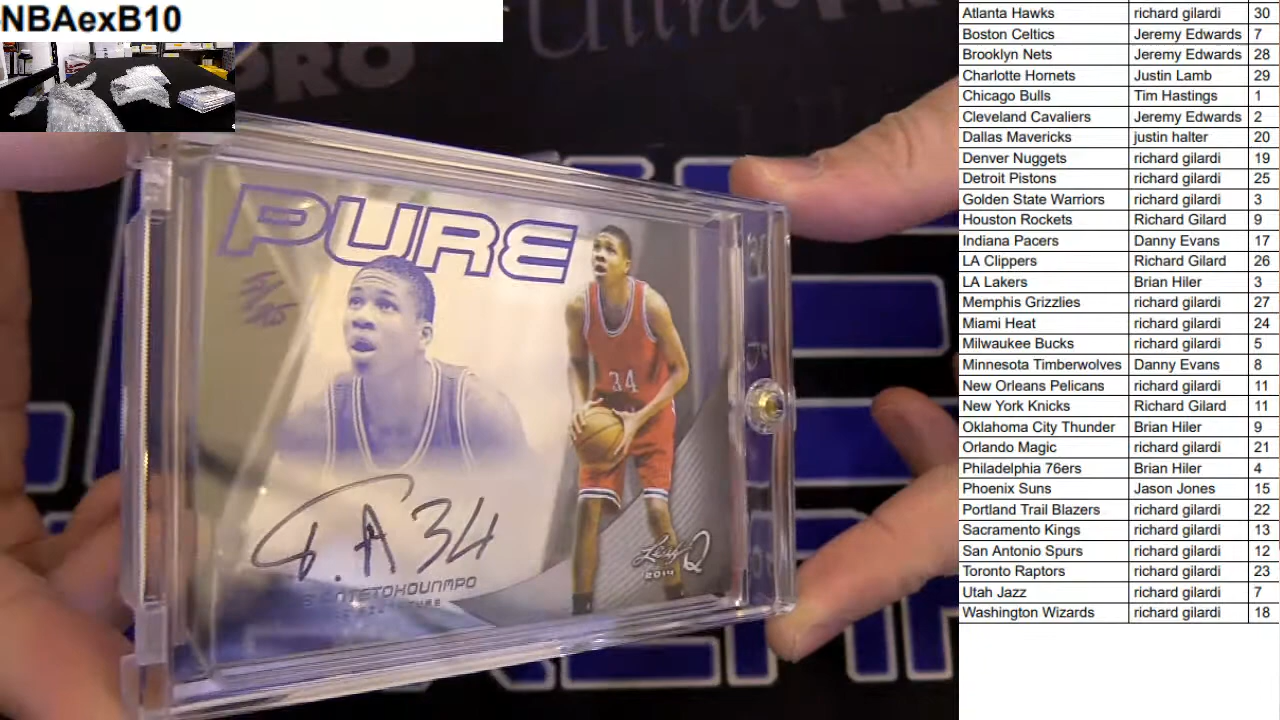 NBAexB10
Ultra PRO
PRO
PURE
34
G.A 34
ANTETOKOUNMPO
Leaf Q
2014
Atlanta Hawks richard gilardi 30
Boston Celtics Jeremy Edwards 7
Brooklyn Nets Jeremy Edwards 28
Charlotte Hornets Justin Lamb 29
Chicago Bulls Tim Hastings 1
Cleveland Cavaliers Jeremy Edwards 2
Dallas Mavericks justin halter 20
Denver Nuggets richard gilardi 19
Detroit Pistons richard gilardi 25
Golden State Warriors richard gilardi 3
Houston Rockets Richard Gilard 9
Indiana Pacers Danny Evans 17
LA Clippers Richard Gilard 26
LA Lakers Brian Hiler 3
Memphis Grizzlies richard gilardi 27
Miami Heat richard gilardi 24
Milwaukee Bucks richard gilardi 5
Minnesota Timberwolves Danny Evans 8
New Orleans Pelicans richard gilardi 11
New York Knicks Richard Gilard 11
Oklahoma City Thunder Brian Hiler 9
Orlando Magic richard gilardi 21
Philadelphia 76ers Brian Hiler 4
Phoenix Suns Jason Jones 15
Portland Trail Blazers richard gilardi 22
Sacramento Kings richard gilardi 13
San Antonio Spurs richard gilardi 12
Toronto Raptors richard gilardi 23
Utah Jazz richard gilardi 7
Washington Wizards richard gilardi 18